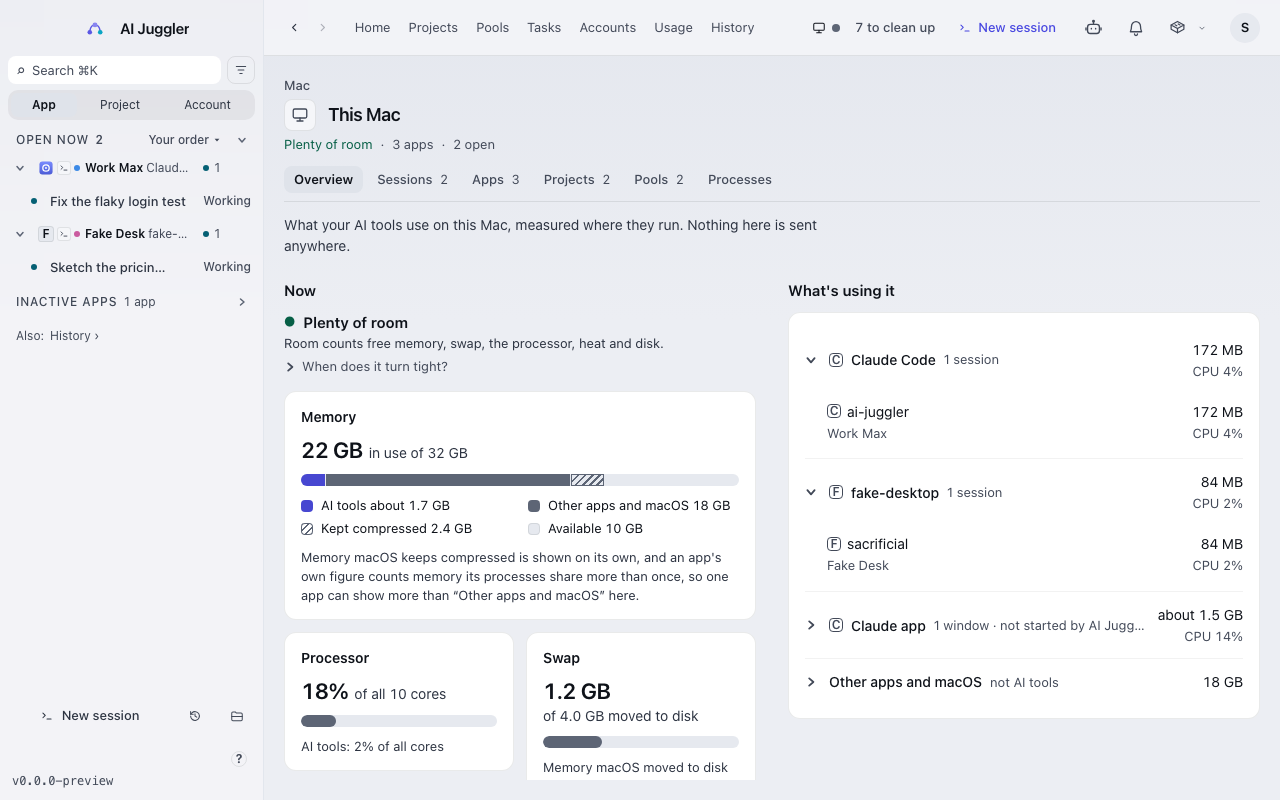 AI Juggler
Search ⌘K
App Project Account
OPEN NOW 2 Your order
Work Max Claud... 1
Fix the flaky login test Working
F Fake Desk fake-... 1
Sketch the pricin... Working
INACTIVE APPS 1 app
Also: History ›
New session
?
v0.0.0-preview
Home Projects Pools Tasks Accounts Usage History 7 to clean up New session S
Mac
This Mac
Plenty of room · 3 apps · 2 open
Overview Sessions 2 Apps 3 Projects 2 Pools 2 Processes
What your AI tools use on this Mac, measured where they run. Nothing here is sent
anywhere.
Now
Plenty of room
Room counts free memory, swap, the processor, heat and disk.
When does it turn tight?
Memory
22 GB in use of 32 GB
AI tools about 1.7 GB Other apps and macOS 18 GB
Kept compressed 2.4 GB Available 10 GB
Memory macOS keeps compressed is shown on its own, and an app's
own figure counts memory its processes share more than once, so one
app can show more than “Other apps and macOS” here.
Processor
18% of all 10 cores
AI tools: 2% of all cores
Swap
1.2 GB
of 4.0 GB moved to disk
Memory macOS moved to disk
What's using it
C Claude Code 1 session 172 MB
CPU 4%
C ai-juggler 172 MB
Work Max CPU 4%
F fake-desktop 1 session 84 MB
CPU 2%
F sacrificial 84 MB
Fake Desk CPU 2%
C Claude app 1 window · not started by AI Jugg... about 1.5 GB
CPU 14%
Other apps and macOS not AI tools 18 GB